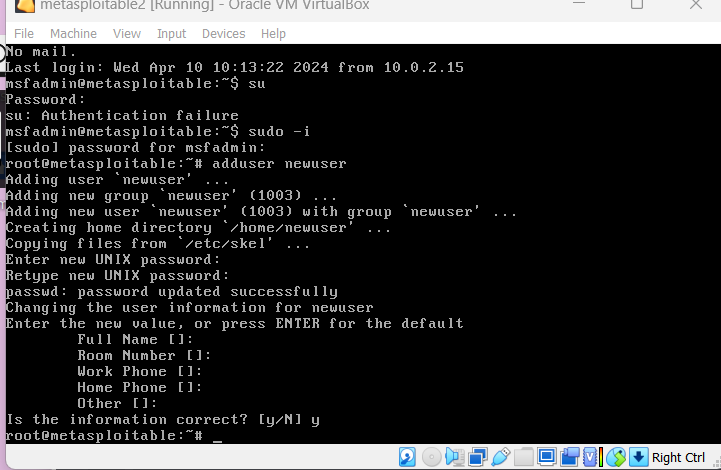 metasploitable2 [Running] - Oracle VM VirtualBox
File Machine View Input Devices Help
No mail.
Last login: Wed Apr 10 10:13:22 2024 from 10.0.2.15
msfadmin@metasploitable:~$ su
Password:
su: Authentication failure
msfadmin@metasploitable:~$ sudo -i
[sudo] password for msfadmin:
root@metasploitable:~# adduser newuser
Adding user `newuser' ...
Adding new group `newuser' (1003) ...
Adding new user `newuser' (1003) with group `newuser' ...
Creating home directory `/home/newuser' ...
Copying files from `/etc/skel' ...
Enter new UNIX password:
Retype new UNIX password:
passwd: password updated successfully
Changing the user information for newuser
Enter the new value, or press ENTER for the default
Full Name []:
Room Number []:
Work Phone []:
Home Phone []:
Other []:
Is the information correct? [y/N] y
root@metasploitable:~# _
Right Ctrl